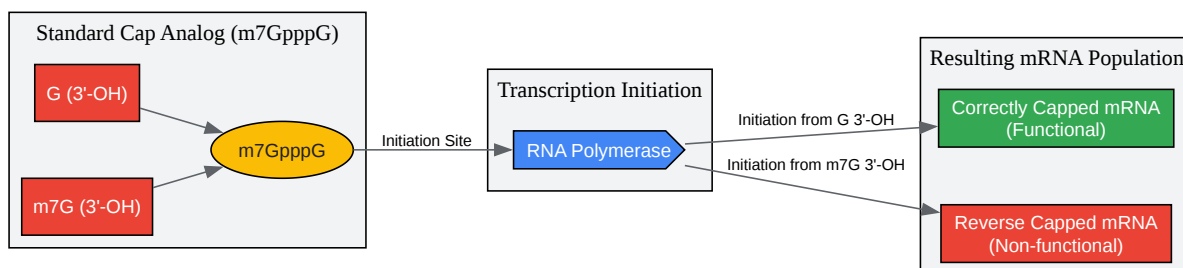 Standard Cap Analog (m7GpppG)
G (3'-OH)
m7G (3'-OH)
m7GpppG
Initiation Site
Transcription Initiation
RNA Polymerase
Initiation from G 3'-OH
Initiation from m7G 3'-OH
Resulting mRNA Population
Correctly Capped mRNA
(Functional)
Reverse Capped mRNA
(Non-functional)